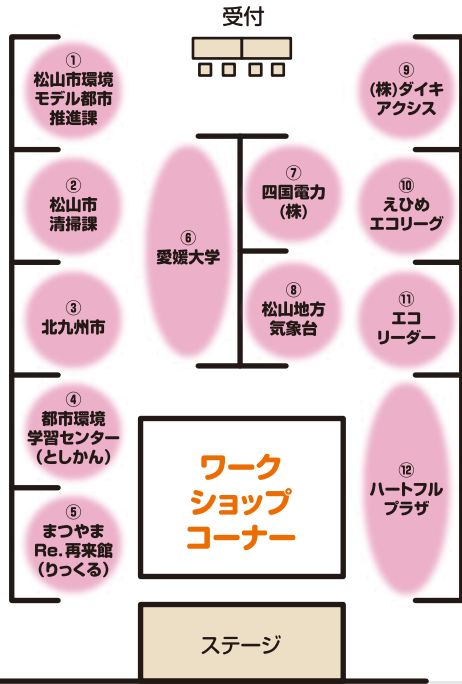 受付
①
松山市環境
モデル都市
推進課
②
松山市
清掃課
③
北九州市
④
都市環境
学習センター
（としかん）
⑤
まつやま
Re.再来館
（りっくる）
⑥
愛媛大学
⑦
四国電力
（株）
⑧
松山地方
気象台
⑨
(株)ダイキ
アクシス
⑩
えひめ
エコリーグ
⑪
エコ
リーダー
⑫
ハートフル
プラザ
ワーク
ショップ
コーナー
ステージ